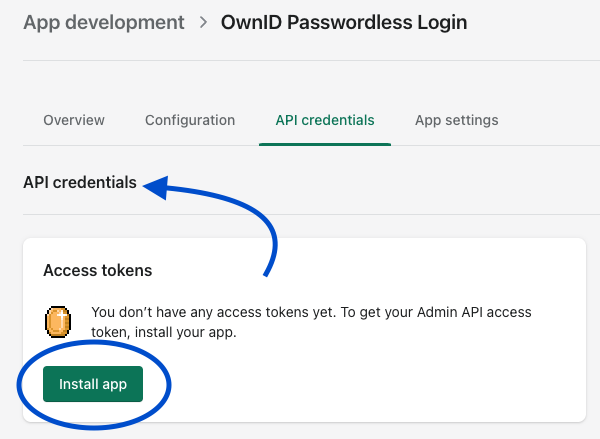 App development > OwnID Passwordless Login
Overview Configuration API credentials App settings
API credentials
Access tokens
You don’t have any access tokens yet. To get your Admin API access
token, install your app.
Install app